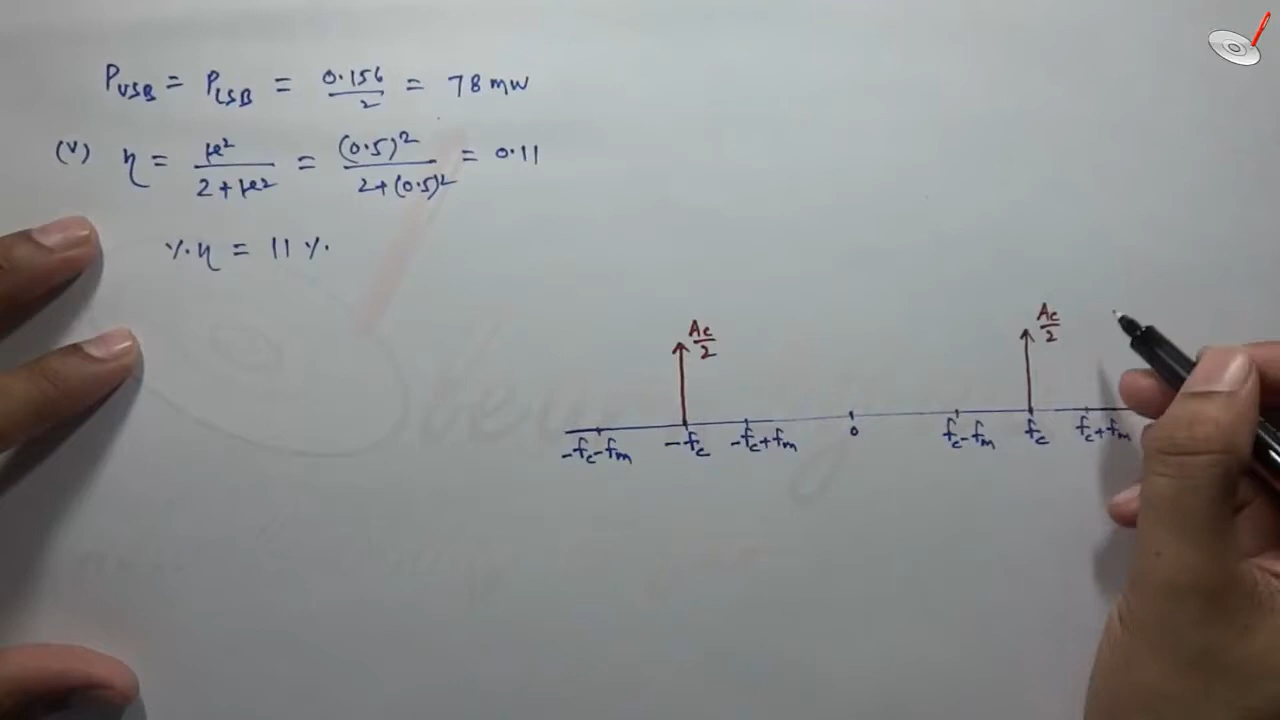 P_USB = P_LSB = 0.156/2 = 78 mW
(V) η = μ²/(2+μ²) = (0.5)²/(2+(0.5)²) = 0.11
% η = 11 %
Ac/2 Ac/2
-fc-fm -fc -fc+fm 0 fc-fm fc fc+fm